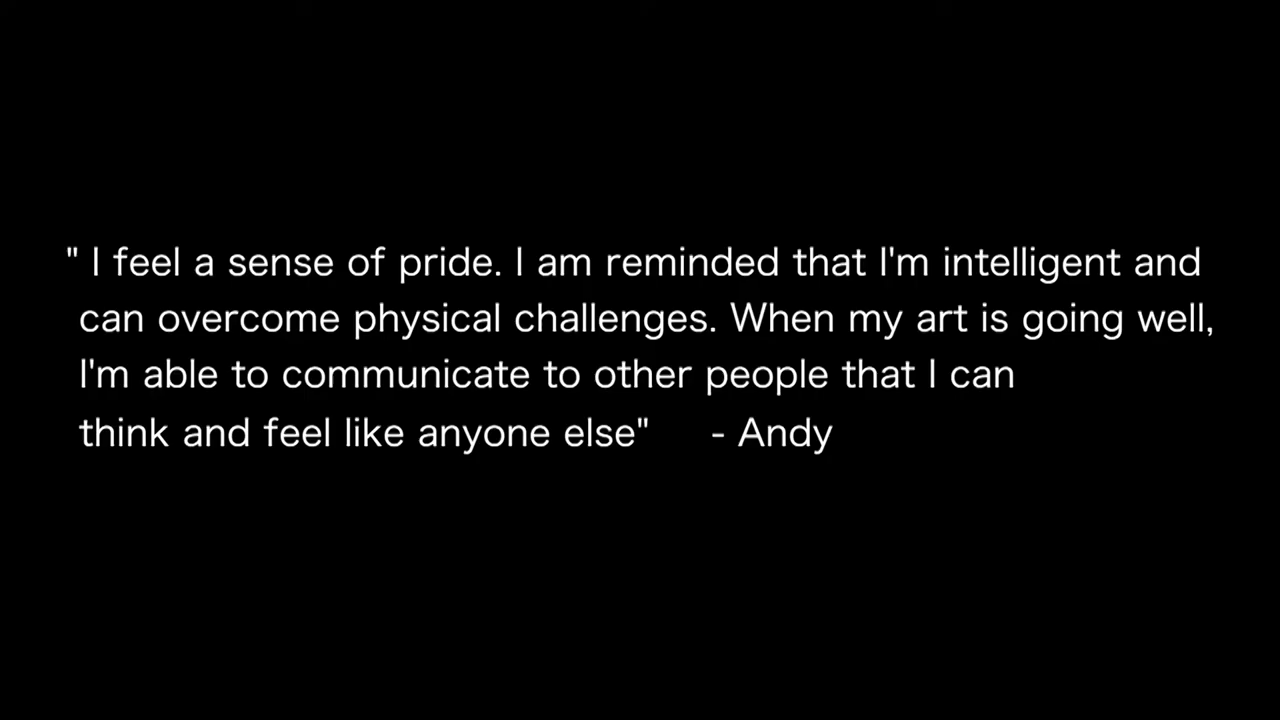 " I feel a sense of pride. I am reminded that I'm intelligent and
can overcome physical challenges. When my art is going well,
I'm able to communicate to other people that I can
think and feel like anyone else" - Andy